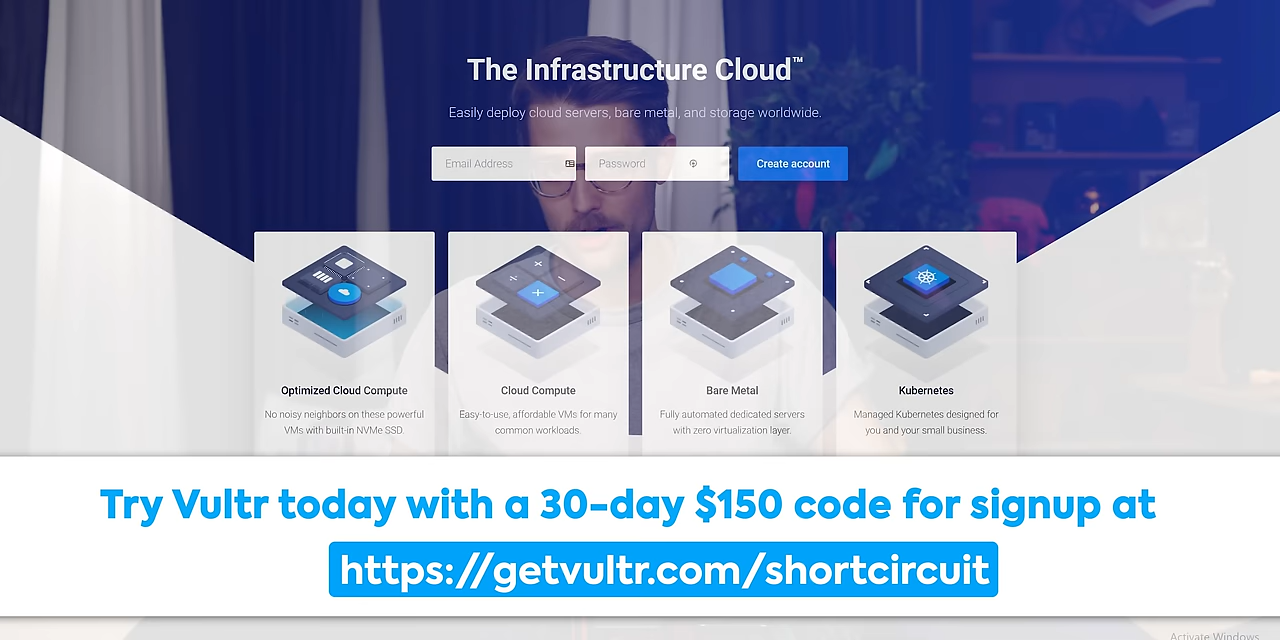 The Infrastructure Cloud™
Easily deploy cloud servers, bare metal, and storage worldwide.
Email Address
Password
Create account
Optimized Cloud Compute
No noisy neighbors on these powerful
VMs with built-in NVMe SSD.
Cloud Compute
Easy-to-use, affordable VMs for many
common workloads.
Bare Metal
Fully automated dedicated servers
with zero virtualization layer.
Kubernetes
Managed Kubernetes designed for
you and your small business.
Try Vultr today with a 30-day $150 code for signup at
https://getvultr.com/shortcircuit
Activate Windows